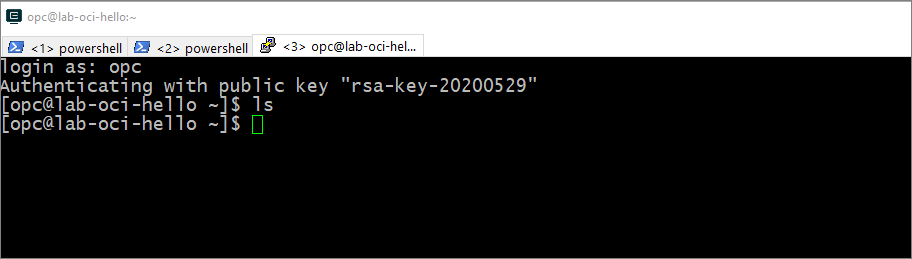 opc@lab-oci-hello:~
<1> powershell <2> powershell <3> opc@lab-oci-hel...
login as: opc
Authenticating with public key "rsa-key-20200529"
[opc@lab-oci-hello ~]$ ls
[opc@lab-oci-hello ~]$